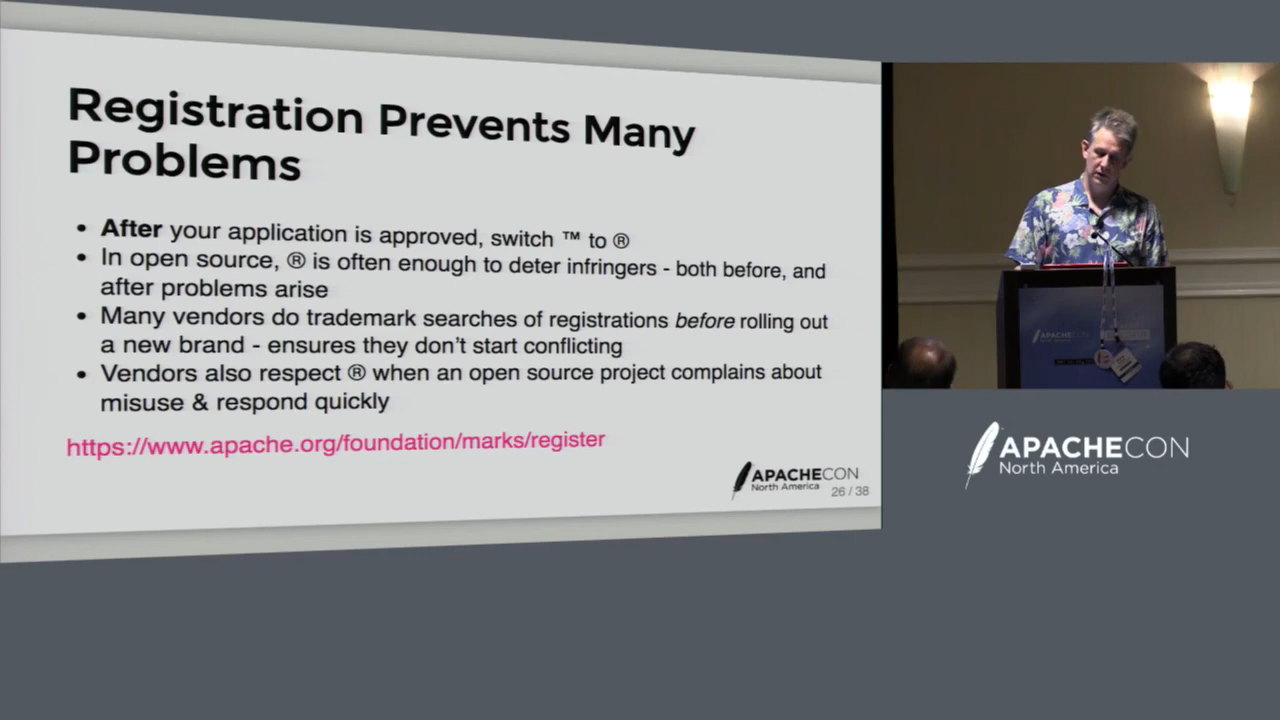 Registration Prevents Many
Problems
• After your application is approved, switch ™ to ®
• In open source, ® is often enough to deter infringers - both before, and
after problems arise
• Many vendors do trademark searches of registrations before rolling out
a new brand - ensures they don't start conflicting
• Vendors also respect ® when an open source project complains about
misuse & respond quickly
https://www.apache.org/foundation/marks/register
APACHECON
North America
26 / 38
APACHECON
APACHECON
North America